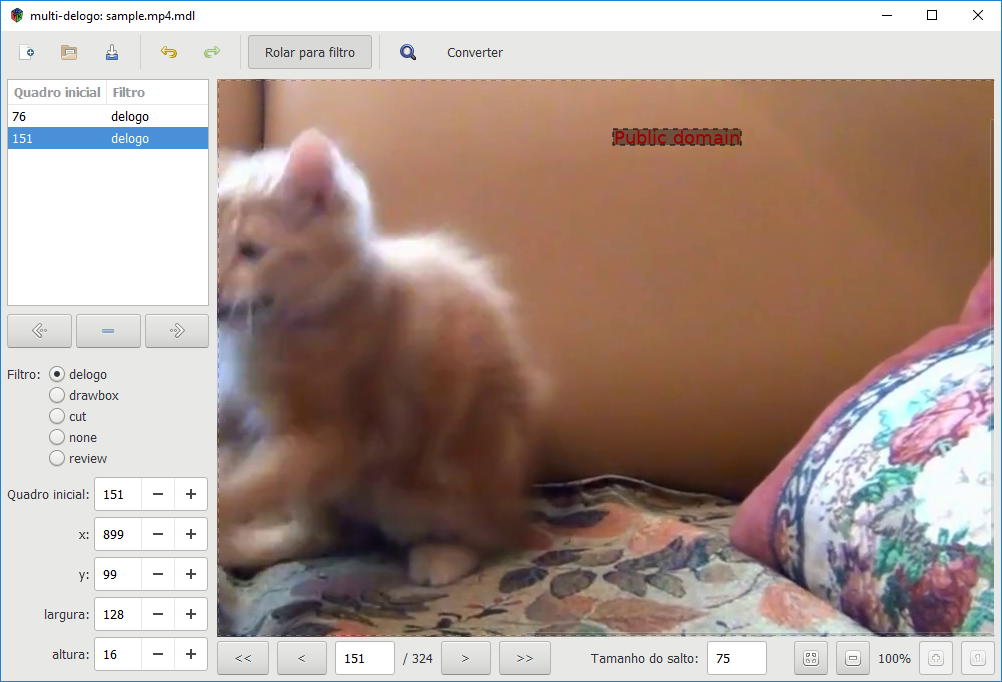 multi-delogo: sample.mp4.mdl
Rolar para filtro
Converter
Quadro inicial Filtro
76 delogo
151 delogo
Public domain
Filtro: delogo
drawbox
cut
none
review
Quadro inicial: 151 − +
x: 899 − +
y: 99 − +
largura: 128 − +
altura: 16 − +
<< < 151 / 324 > >> Tamanho do salto: 75 100%